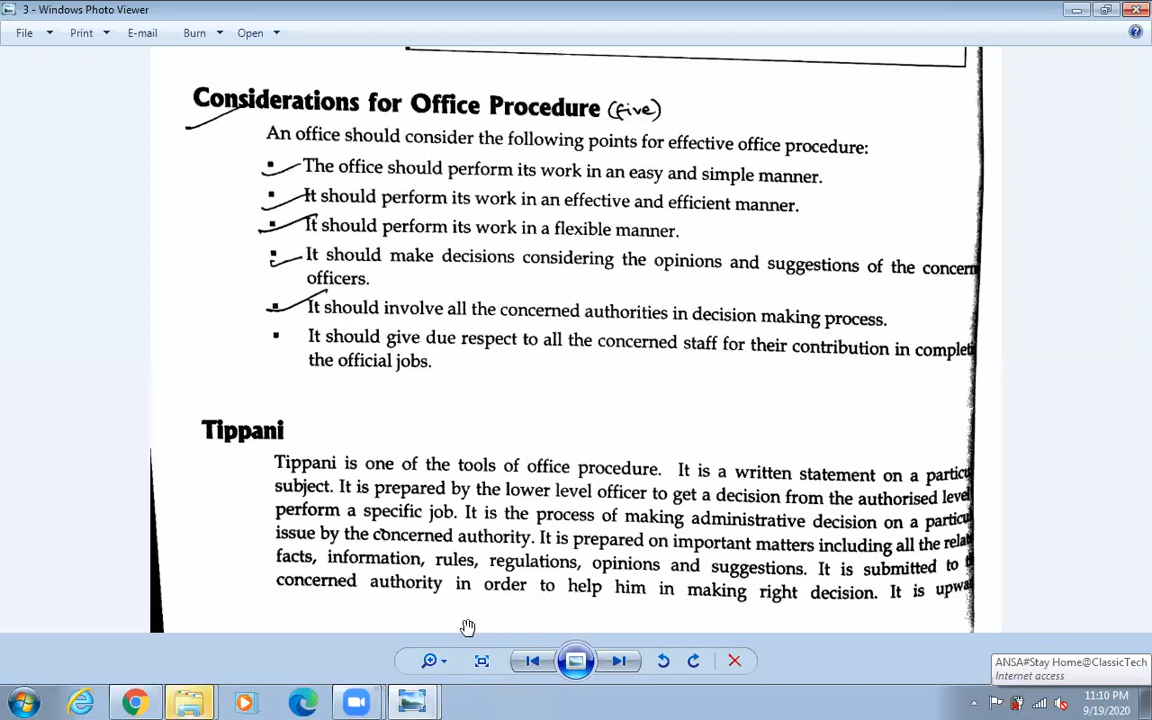 3 - Windows Photo Viewer
File Print E-mail Burn Open
Considerations for Office Procedure (five)
An office should consider the following points for effective office procedure:
▪ The office should perform its work in an easy and simple manner.
▪ It should perform its work in an effective and efficient manner.
▪ It should perform its work in a flexible manner.
▪ It should make decisions considering the opinions and suggestions of the concern
officers.
▪ It should involve all the concerned authorities in decision making process.
▪ It should give due respect to all the concerned staff for their contribution in complet
the official jobs.
Tippani
Tippani is one of the tools of office procedure. It is a written statement on a particu
subject. It is prepared by the lower level officer to get a decision from the authorised level
perform a specific job. It is the process of making administrative decision on a particul
issue by the concerned authority. It is prepared on important matters including all the relat
facts, information, rules, regulations, opinions and suggestions. It is submitted to t
concerned authority in order to help him in making right decision. It is upwa
ANSA#Stay Home@ClassicTech
Internet access
11:10 PM
9/19/2020